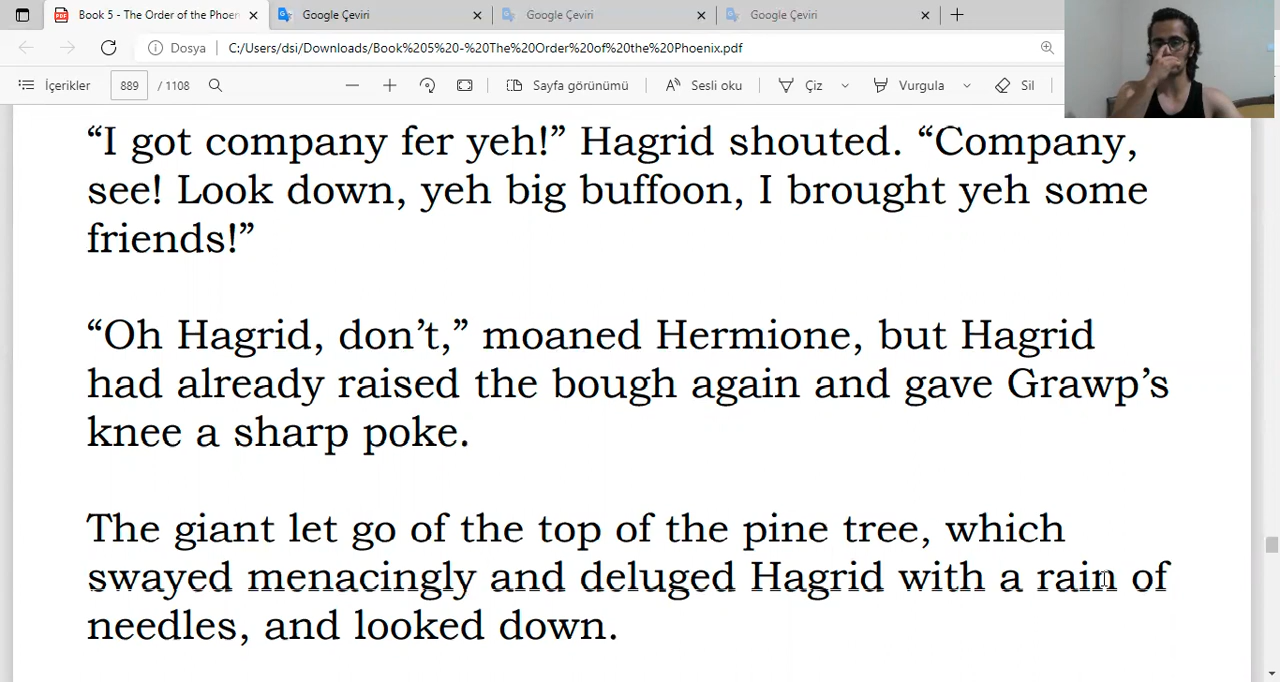 Book 5 - The Order of the Phoer
Google Çeviri
Google Çeviri
Google Çeviri
Dosya
C:/Users/dsi/Downloads/Book%205%20-%20The%20Order%20of%20the%20Phoenix.pdf
İçerikler
889
/ 1108
Sayfa görünümü
Sesli oku
Çiz
Vurgula
Sil
“I got company fer yeh!” Hagrid shouted. “Company,
see! Look down, yeh big buffoon, I brought yeh some
friends!”
“Oh Hagrid, don’t,” moaned Hermione, but Hagrid
had already raised the bough again and gave Grawp’s
knee a sharp poke.
The giant let go of the top of the pine tree, which
swayed menacingly and deluged Hagrid with a rain of
needles, and looked down.